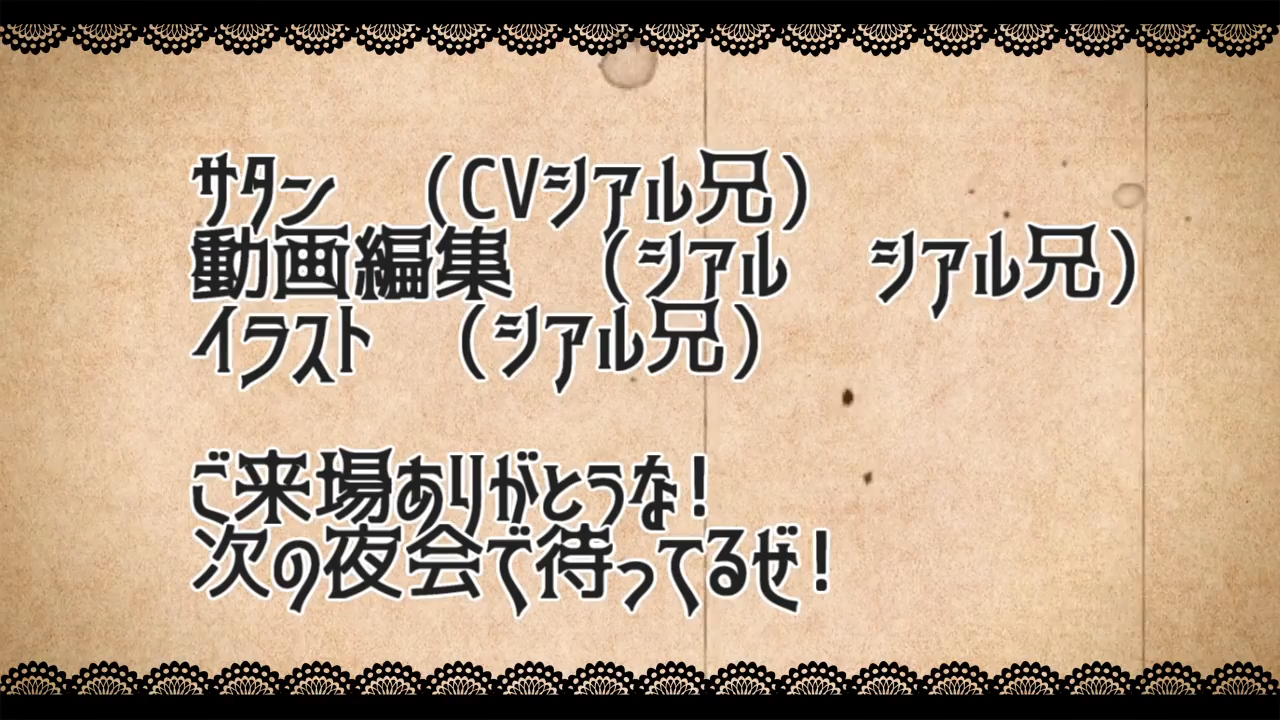 サタン　（CVシアル兄）
動画編集　（シアル　シアル兄）
イラスト　（シアル兄）
ご来場ありがとうな！
次の夜会で待ってるぜ！